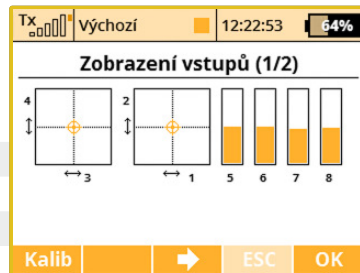 Tx Výchozí 12:22:53 64%
Zobrazení vstupů (1/2)
4 2
3 1 5 6 7 8
Kalib ESC OK